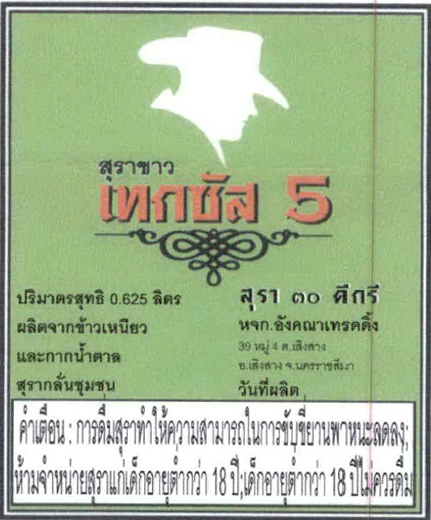 สุราขาว
เทกซัส 5
ปริมาตรสุทธิ 0.625 ลิตร
ผลิตจากข้าวเหนียว
และกากน้ำตาล
สุรากลั่นชุมชน
สุรา ๓๐ ดีกรี
หจก.อังคณาเทรดดิ้ง
39 หมู่ 4 ต.เสิงสาง
อ.เสิงสาง จ.นครราชสีมา
วันที่ผลิต
คำเตือน : การดื่มสุราทำให้ความสามารถในการขับขี่ยานพาหนะลดลง;
ห้ามจำหน่ายสุราแก่เด็กอายุต่ำกว่า 18 ปี,เด็กอายุต่ำกว่า 18 ปีไม่ควรดื่ม